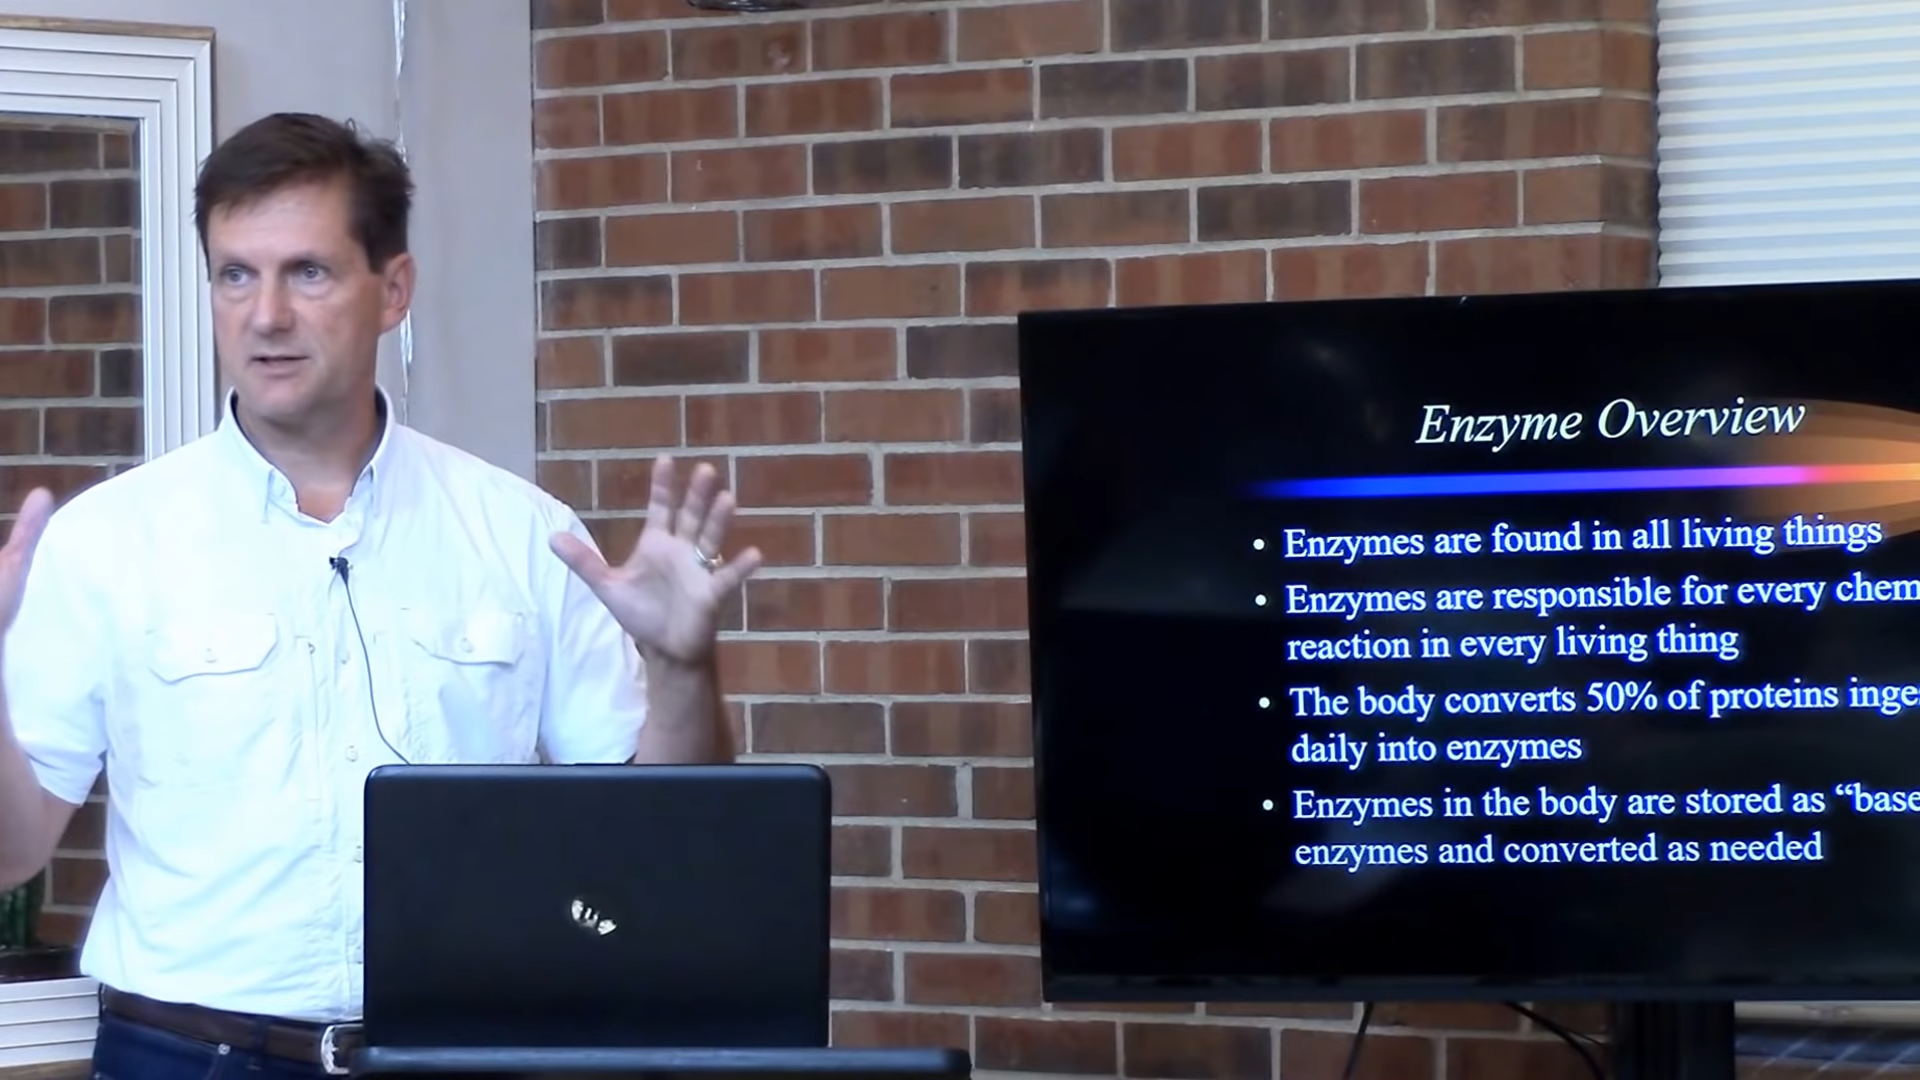 Enzyme Overview
• Enzymes are found in all living things
• Enzymes are responsible for every chem
reaction in every living thing
• The body converts 50% of proteins inge
daily into enzymes
• Enzymes in the body are stored as “base
enzymes and converted as needed